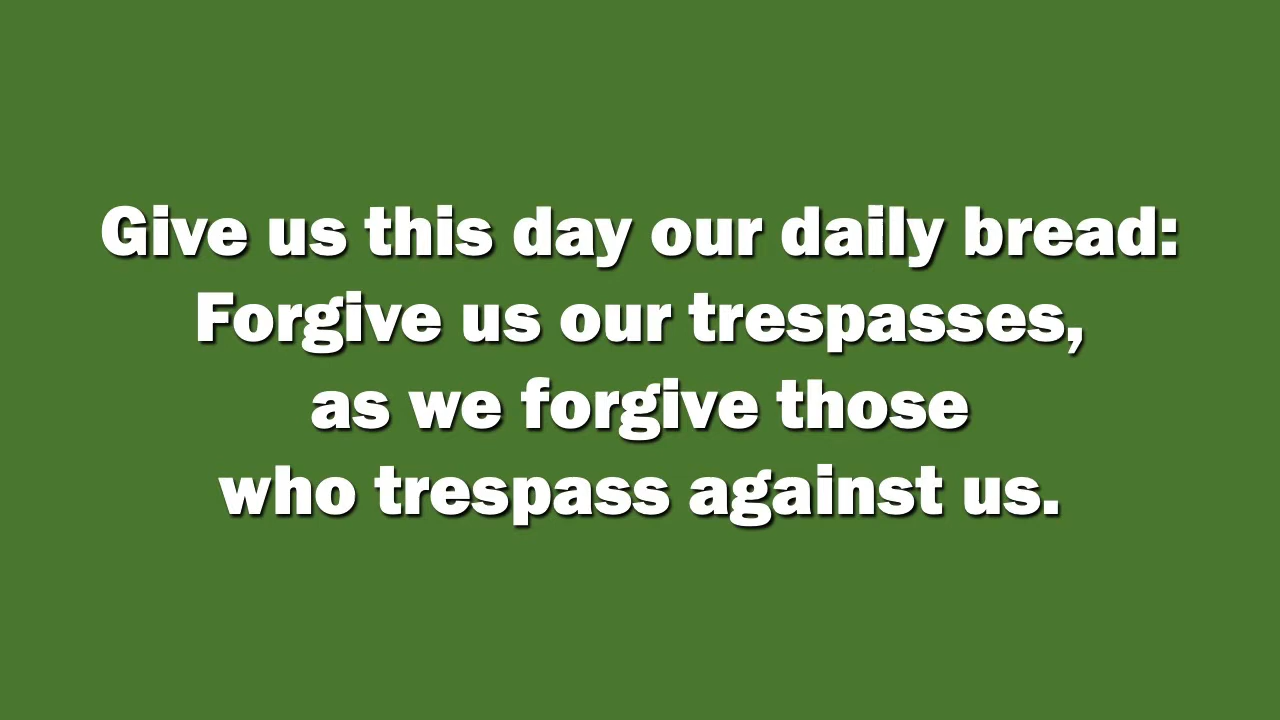 Give us this day our daily bread:
Forgive us our trespasses,
as we forgive those
who trespass against us.